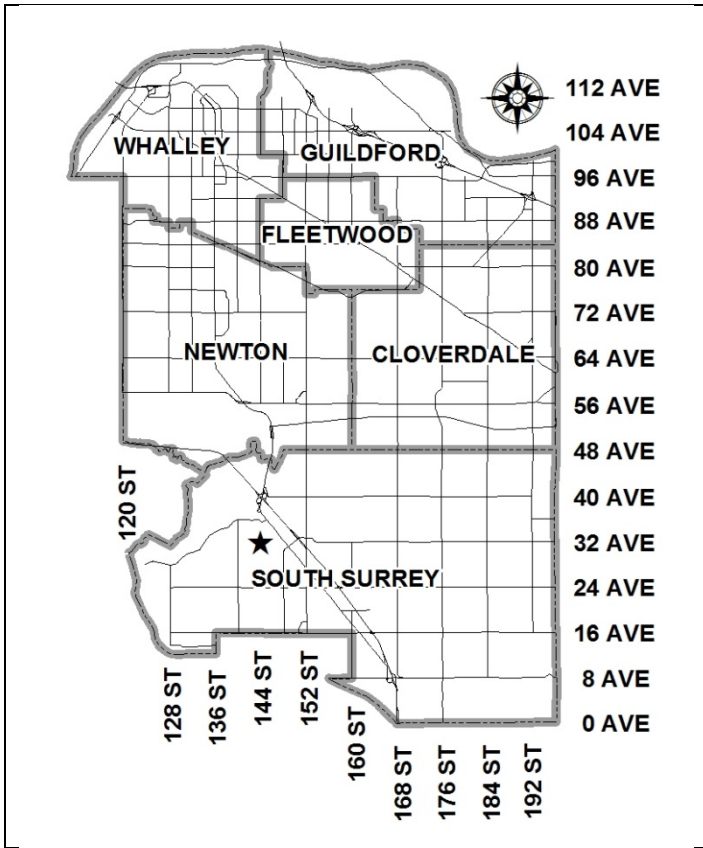 112 AVE
104 AVE
WHALLEY
GUILDFORD
96 AVE
88 AVE
FLEETWOOD
80 AVE
72 AVE
NEWTON
CLOVERDALE
64 AVE
56 AVE
48 AVE
120 ST
40 AVE
32 AVE
SOUTH SURREY
24 AVE
16 AVE
128 ST
136 ST
144 ST
152 ST
160 ST
8 AVE
0 AVE
168 ST
176 ST
184 ST
192 ST